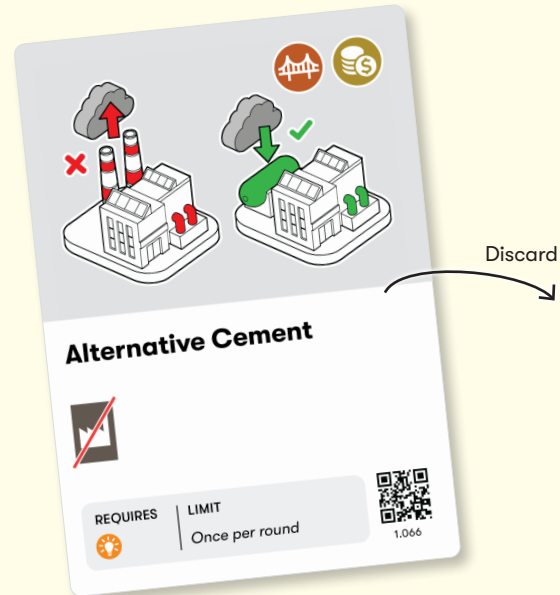 Discard
Alternative Cement
REQUIRES
LIMIT
Once per round
1.066